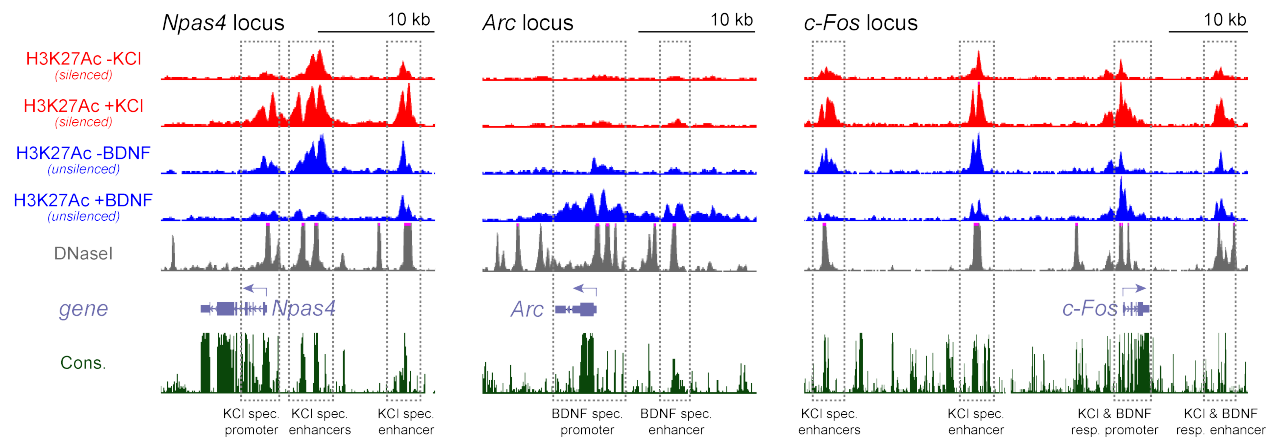 Npas4 locus
10 kb
Arc locus
10 kb
c-Fos locus
10 kb
H3K27Ac -KCl
(silenced)
H3K27Ac +KCl
(silenced)
H3K27Ac -BDNF
(unsilenced)
H3K27Ac +BDNF
(unsilenced)
DNaseI
gene
Npas4
Arc
c-Fos
Cons.
KCl spec.
promoter
KCl spec.
enhancers
KCl spec.
enhancer
BDNF spec.
promoter
BDNF spec.
enhancer
KCl spec.
enhancers
KCl spec.
enhancer
KCl & BDNF
resp. promoter
KCl & BDNF
resp. enhancer